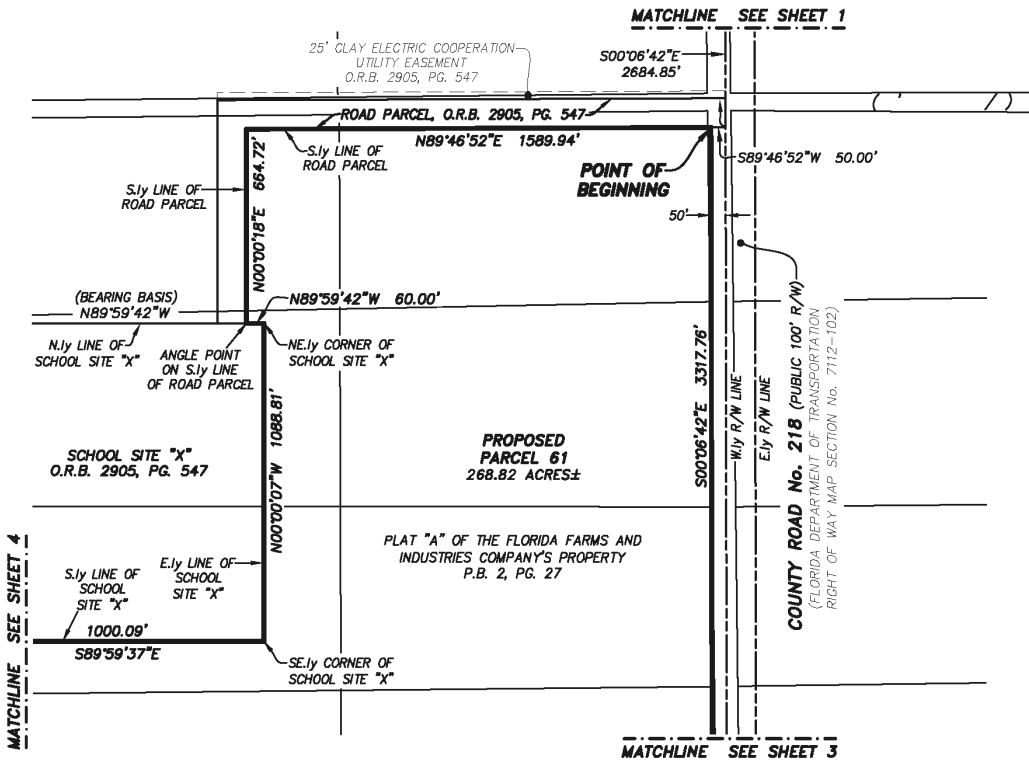 MATCHLINE SEE SHEET 1
25' CLAY ELECTRIC COOPERATION
UTILITY EASEMENT
O.R.B. 2905, PG. 547
S00°06'42"E
2684.85'
ROAD PARCEL, O.R.B. 2905, PG. 547
N89°46'52"E 1589.94'
S.ly LINE OF
ROAD PARCEL
S89°46'52"W 50.00'
POINT OF
BEGINNING
50'
S.ly LINE OF
ROAD PARCEL
N00°00'18"E 664.72'
(BEARING BASIS)
N89°59'42"W
N89°59'42"W 60.00'
N.ly LINE OF
SCHOOL SITE "X"
ANGLE POINT
ON S.ly LINE
OF ROAD PARCEL
NE.ly CORNER OF
SCHOOL SITE "X"
N00°00'07"W 1088.81'
S00°06'42"E 3317.76'
W.ly R/W LINE
E.ly R/W LINE
COUNTY ROAD No. 218 (PUBLIC 100' R/W)
(FLORIDA DEPARTMENT OF TRANSPORTATION
RIGHT OF WAY MAP SECTION No. 7112-102)
SCHOOL SITE "X"
O.R.B. 2905, PG. 547
PROPOSED
PARCEL 61
268.82 ACRES±
PLAT "A" OF THE FLORIDA FARMS AND
INDUSTRIES COMPANY'S PROPERTY
P.B. 2, PG. 27
E.ly LINE OF
SCHOOL
SITE "X"
S.ly LINE OF
SCHOOL
SITE "X"
1000.09'
S89°59'37"E
SE.ly CORNER OF
SCHOOL SITE "X"
MATCHLINE SEE SHEET 4
MATCHLINE SEE SHEET 3